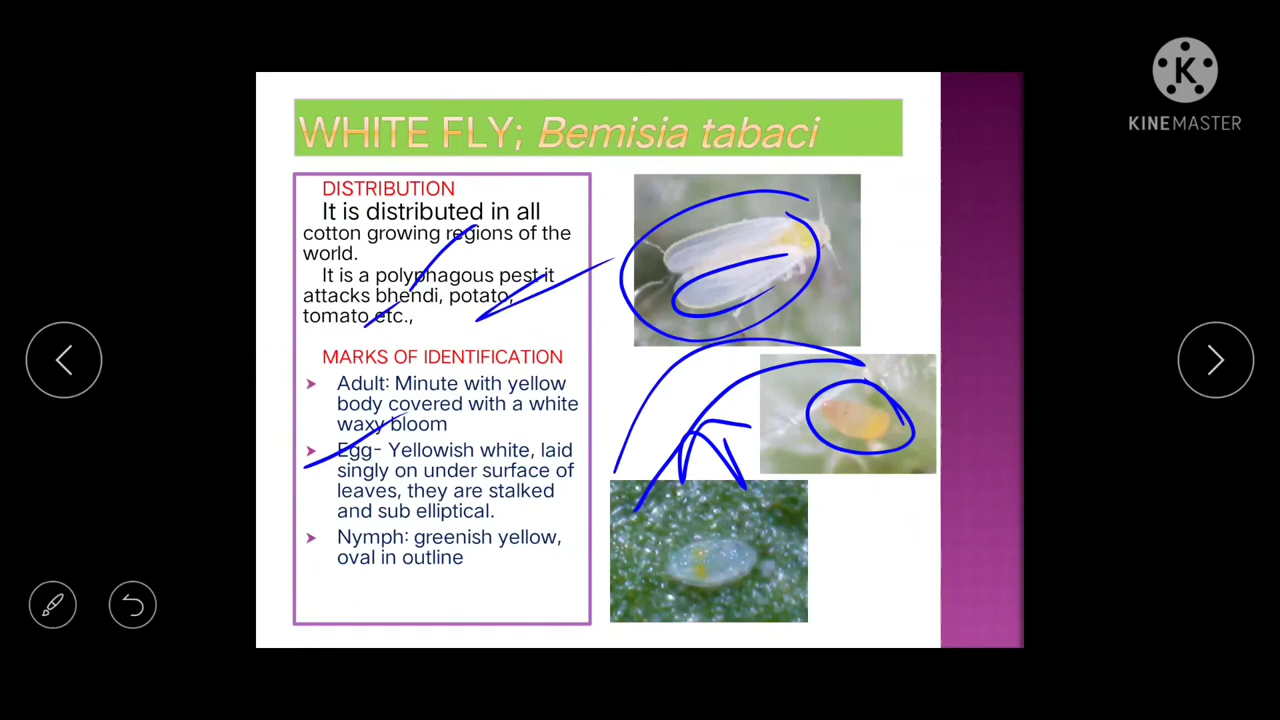 WHITE FLY; Bemisia tabaci
DISTRIBUTION
It is distributed in all
cotton growing regions of the
world.
It is a polyphagous pest it
attacks bhendi, potato,
tomato etc.,
MARKS OF IDENTIFICATION
Adult: Minute with yellow
body covered with a white
waxy bloom
Egg- Yellowish white, laid
singly on under surface of
leaves, they are stalked
and sub elliptical.
Nymph: greenish yellow,
oval in outline
K
KINEMASTER